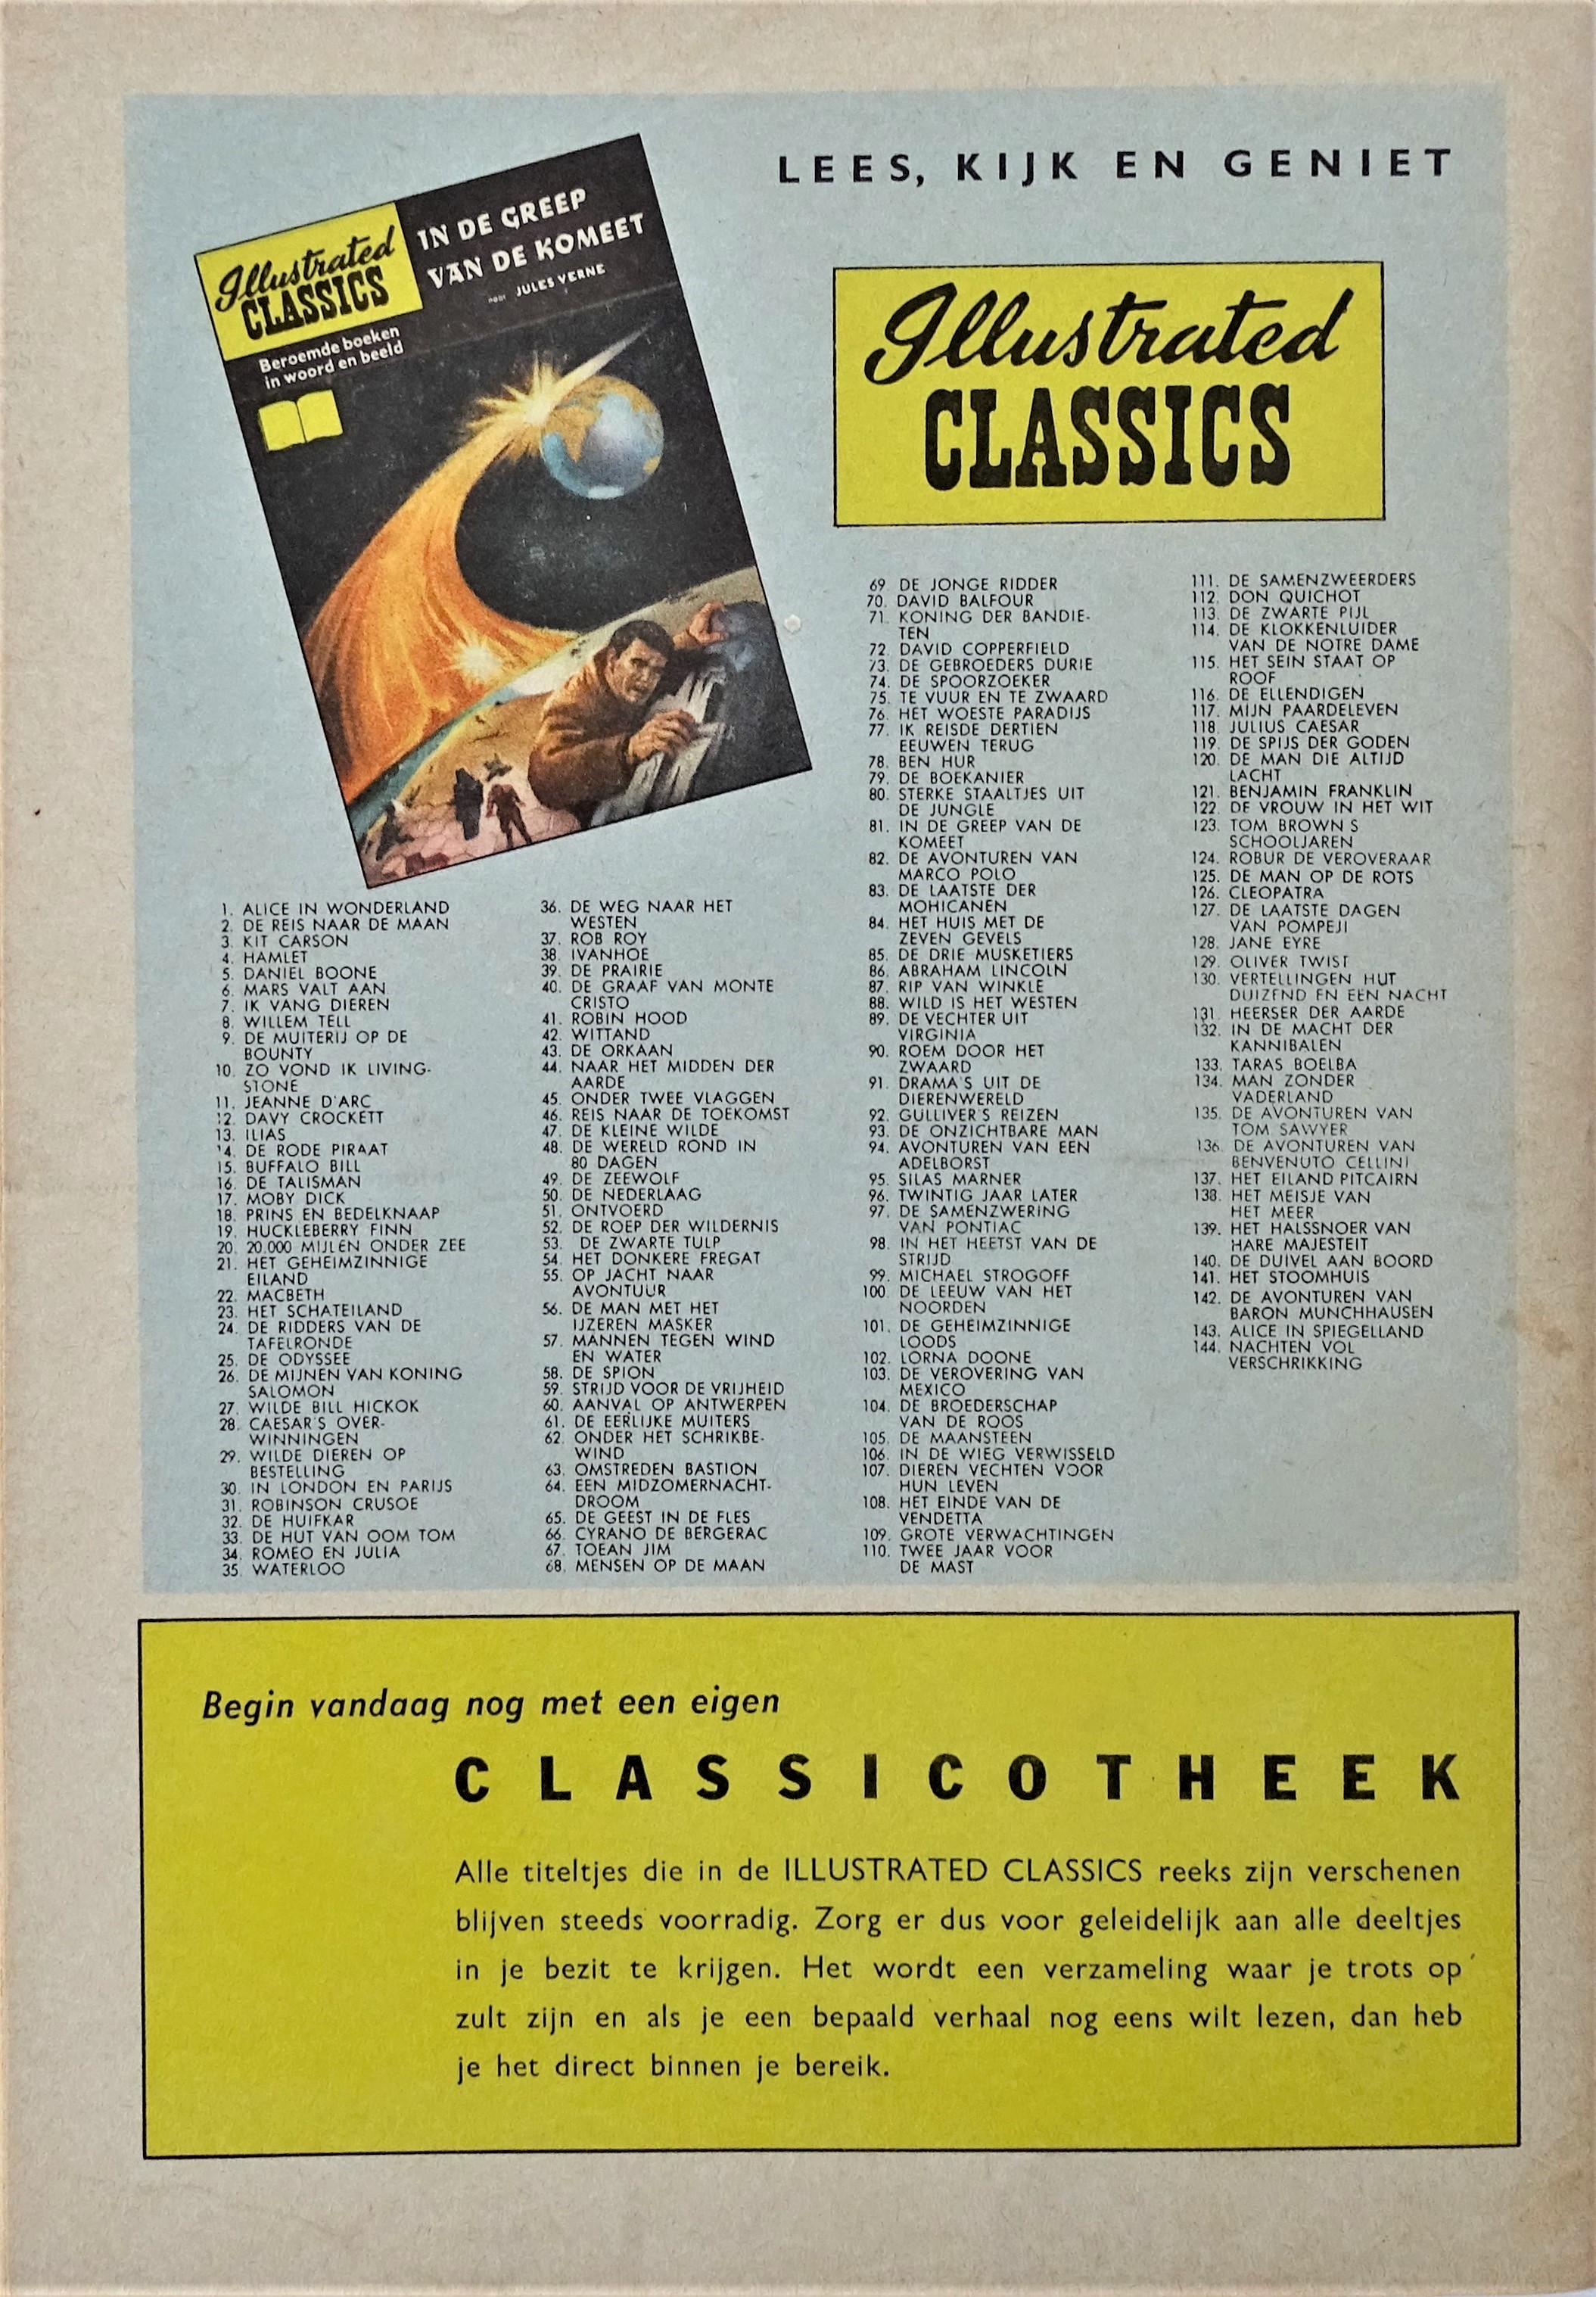 LEES, KIJK EN GENIET
Illustrated
CLASSICS
IN DE GREEP
VAN DE KOMEET
DOOR JULES VERNE
Beroemde boeken
in woord en beeld
Illustrated
CLASSICS
1. ALICE IN WONDERLAND
2. DE REIS NAAR DE MAAN
3. KIT CARSON
4. HAMLET
5. DANIEL BOONE
6. MARS VALT AAN
7. IK VANG DIEREN
8. WILLEM TELL
9. DE MUITERIJ OP DE
BOUNTY
10. ZO VOND IK LIVING-
STONE
11. JEANNE D'ARC
12. DAVY CROCKETT
13. ILIAS
14. DE RODE PIRAAT
15. BUFFALO BILL
16. DE TALISMAN
17. MOBY DICK
18. PRINS EN BEDELKNAAP
19. HUCKLEBERRY FINN
20. 20.000 MIJLEN ONDER ZEE
21. HET GEHEIMZINNIGE
EILAND
22. MACBETH
23. HET SCHATEILAND
24. DE RIDDERS VAN DE
TAFELRONDE
25. DE ODYSSEE
26. DE MIJNEN VAN KONING
SALOMON
27. WILDE BILL HICKOK
28. CAESAR'S OVER-
WINNINGEN
29. WILDE DIEREN OP
BESTELLING
30. IN LONDON EN PARIJS
31. ROBINSON CRUSOE
32. DE HUIFKAR
33. DE HUT VAN OOM TOM
34. ROMEO EN JULIA
35. WATERLOO
36. DE WEG NAAR HET
WESTEN
37. ROB ROY
38. IVANHOE
39. DE PRAIRIE
40. DE GRAAF VAN MONTE
CRISTO
41. ROBIN HOOD
42. WITTAND
43. DE ORKAAN
44. NAAR HET MIDDEN DER
AARDE
45. ONDER TWEE VLAGGEN
46. REIS NAAR DE TOEKOMST
47. DE KLEINE WILDE
48. DE WERELD ROND IN
80 DAGEN
49. DE ZEEWOLF
50. DE NEDERLAAG
51. ONTVOERD
52. DE ROEP DER WILDERNIS
53. DE ZWARTE TULP
54. HET DONKERE FREGAT
55. OP JACHT NAAR
AVONTUUR
56. DE MAN MET HET
IJZEREN MASKER
57. MANNEN TEGEN WIND
EN WATER
58. DE SPION
59. STRIJD VOOR DE VRIJHEID
60. AANVAL OP ANTWERPEN
61. DE EERLIJKE MUITERS
62. ONDER HET SCHRIKBE-
WIND
63. OMSTREDEN BASTION
64. EEN MIDZOMERNACHT-
DROOM
65. DE GEEST IN DE FLES
66. CYRANO DE BERGERAC
67. TOEAN JIM
68. MENSEN OP DE MAAN
69 DE JONGE RIDDER
70. DAVID BALFOUR
71. KONING DER BANDIE-
TEN
72. DAVID COPPERFIELD
73. DE GEBROEDERS DURIE
74. DE SPOORZOEKER
75. TE VUUR EN TE ZWAARD
76. HET WOESTE PARADIJS
77. IK REISDE DERTIEN
EEUWEN TERUG
78. BEN HUR
79. DE BOEKANIER
80. STERKE STAALTJES UIT
DE JUNGLE
81. IN DE GREEP VAN DE
KOMEET
82. DE AVONTUREN VAN
MARCO POLO
83. DE LAATSTE DER
MOHICANEN
84. HET HUIS MET DE
ZEVEN GEVELS
85. DE DRIE MUSKETIERS
86. ABRAHAM LINCOLN
87. RIP VAN WINKLE
88. WILD IS HET WESTEN
89. DE VECHTER UIT
VIRGINIA
90. ROEM DOOR HET
ZWAARD
91. DRAMA'S UIT DE
DIERENWERELD
92. GULLIVER'S REIZEN
93. DE ONZICHTBARE MAN
94. AVONTUREN VAN EEN
ADELBORST
95. SILAS MARNER
96. TWINTIG JAAR LATER
97. DE SAMENZWERING
VAN PONTIAC
98. IN HET HEETST VAN DE
STRIJD
99. MICHAEL STROGOFF
100. DE LEEUW VAN HET
NOORDEN
101. DE GEHEIMZINNIGE
LOODS
102. LORNA DOONE
103. DE VEROVERING VAN
MEXICO
104. DE BROEDERSCHAP
VAN DE ROOS
105. DE MAANSTEEN
106. IN DE WIEG VERWISSELD
107. DIEREN VECHTEN VOOR
HUN LEVEN
108. HET EINDE VAN DE
VENDETTA
109. GROTE VERWACHTINGEN
110. TWEE JAAR VOOR
DE MAST
111. DE SAMENZWEERDERS
112. DON QUICHOT
113. DE ZWARTE PIJL
114. DE KLOKKENLUIDER
VAN DE NOTRE DAME
115. HET SEIN STAAT OP
ROOF
116. DE ELLENDIGEN
117. MIJN PAARDELEVEN
118. JULIUS CAESAR
119. DE SPIJS DER GODEN
120. DE MAN DIE ALTIJD
LACHT
121. BENJAMIN FRANKLIN
122. DE VROUW IN HET WIT
123. TOM BROWN S
SCHOOLJAREN
124. ROBUR DE VEROVERAAR
125. DE MAN OP DE ROTS
126. CLEOPATRA
127. DE LAATSTE DAGEN
VAN POMPEJI
128. JANE EYRE
129. OLIVER TWIST
130. VERTELLINGEN HUT
DUIZEND EN EEN NACHT
131. HEERSER DER AARDE
132. IN DE MACHT DER
KANNIBALEN
133. TARAS BOELBA
134. MAN ZONDER
VADERLAND
135. DE AVONTUREN VAN
TOM SAWYER
136. DE AVONTUREN VAN
BENVENUTO CELLINI
137. HET EILAND PITCAIRN
138. HET MEISJE VAN
HET MEER
139. HET HALSSNOER VAN
HARE MAJESTEIT
140. DE DUIVEL AAN BOORD
141. HET STOOMHUIS
142. DE AVONTUREN VAN
BARON MUNCHHAUSEN
143. ALICE IN SPIEGELLAND
144. NACHTEN VOL
VERSCHRIKKING
Begin vandaag nog met een eigen
CLASSICOTHEEK
Alle titeltjes die in de ILLUSTRATED CLASSICS reeks zijn verschenen
blijven steeds voorradig. Zorg er dus voor geleidelijk aan alle deeltjes
in je bezit te krijgen. Het wordt een verzameling waar je trots op
zult zijn en als je een bepaald verhaal nog eens wilt lezen, dan heb
je het direct binnen je bereik.